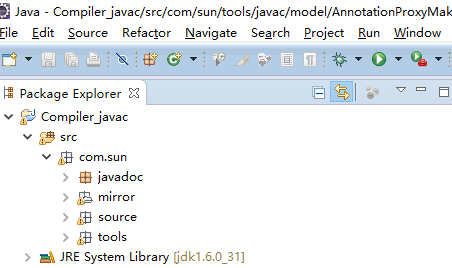 Java - Compiler_javac/src/com/sun/tools/javac/model/AnnotationProxyMak
File Edit Source Refactor Navigate Search Project Run Window
Package Explorer
Compiler_javac
src
com.sun
javadoc
mirror
source
tools
JRE System Library [jdk1.6.0_31]